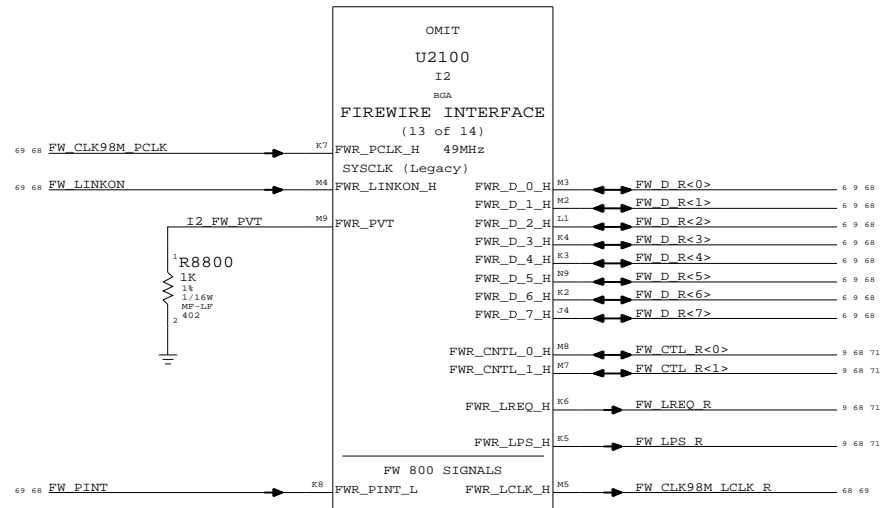 OMIT
U2100
I2
BGA
FIREWIRE INTERFACE
(13 of 14)
69 68 FW_CLK98M_PCLK K7 FWR_PCLK_H 49MHz
SYSCLK (Legacy)
69 68 FW_LINKON M4 FWR_LINKON_H FWR_D_0_H M3 FW_D_R<0> 6 9 68
FWR_D_1_H M2 FW_D_R<1> 6 9 68
I2_FW_PVT M9 FWR_PVT FWR_D_2_H L1 FW_D_R<2> 6 9 68
FWR_D_3_H K4 FW_D_R<3> 6 9 68
FWR_D_4_H K3 FW_D_R<4> 6 9 68
FWR_D_5_H N9 FW_D_R<5> 6 9 68
FWR_D_6_H K2 FW_D_R<6> 6 9 68
FWR_D_7_H J4 FW_D_R<7> 6 9 68
1 R8800
1K
1%
1/16W
MF-LF
402
2
FWR_CNTL_0_H M8 FW_CTL_R<0> 9 68 71
FWR_CNTL_1_H M7 FW_CTL_R<1> 9 68 71
FWR_LREQ_H K6 FW_LREQ_R 9 68 71
FWR_LPS_H K5 FW_LPS_R 9 68 71
FW 800 SIGNALS
69 68 FW_PINT K8 FWR_PINT_L FWR_LCLK_H M5 FW_CLK98M_LCLK_R 68 69